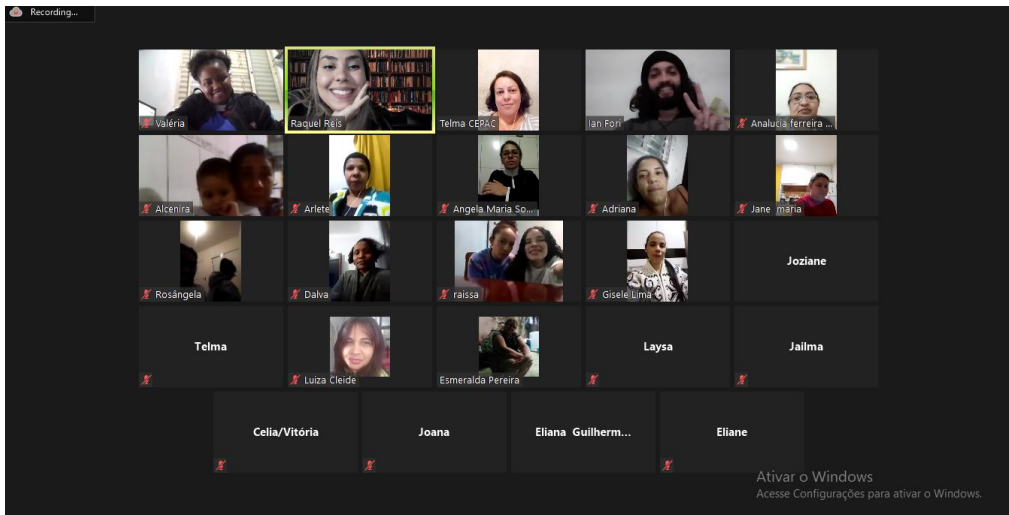 Recording...
Valéria
Raquel Reis
Telma CEPAC
Ian Fori
Analucia ferreira ...
Alcenira
Arlete
Angela Maria So...
Adriana
Jane maria
Rosângela
Dalva
raissa
Gisele Lima
Joziane
Telma
Luiza Cleide
Esmeralda Pereira
Laysa
Jailma
Celia/Vitória
Joana
Eliana Guilherm...
Eliane
Ativar o Windows
Acesse Configurações para ativar o Windows.